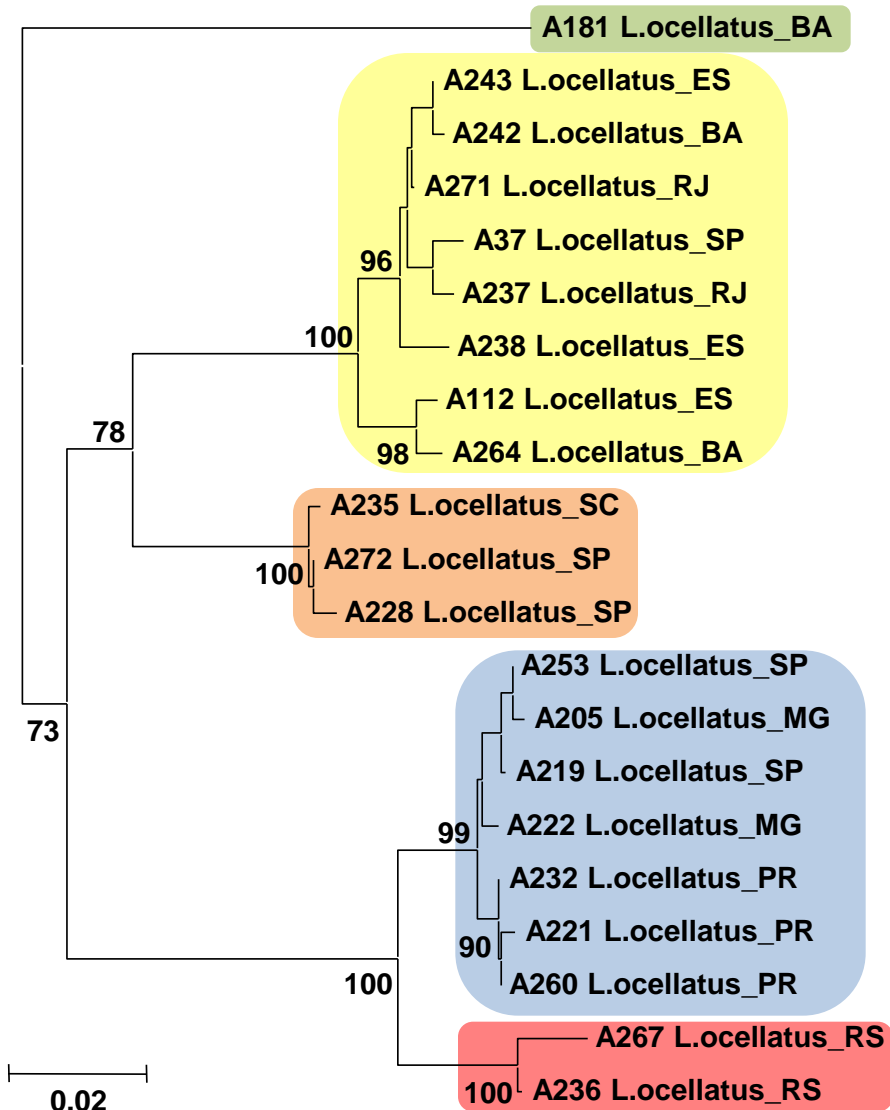 A181 L.ocellatus_BA
A243 L.ocellatus_ES
A242 L.ocellatus_BA
A271 L.ocellatus_RJ
A37 L.ocellatus_SP
96
A237 L.ocellatus_RJ
100
A238 L.ocellatus_ES
A112 L.ocellatus_ES
78
98
A264 L.ocellatus_BA
A235 L.ocellatus_SC
A272 L.ocellatus_SP
100
A228 L.ocellatus_SP
A253 L.ocellatus_SP
A205 L.ocellatus_MG
73
A219 L.ocellatus_SP
A222 L.ocellatus_MG
99
A232 L.ocellatus_PR
A221 L.ocellatus_PR
90
A260 L.ocellatus_PR
100
A267 L.ocellatus_RS
100
A236 L.ocellatus_RS
0.02